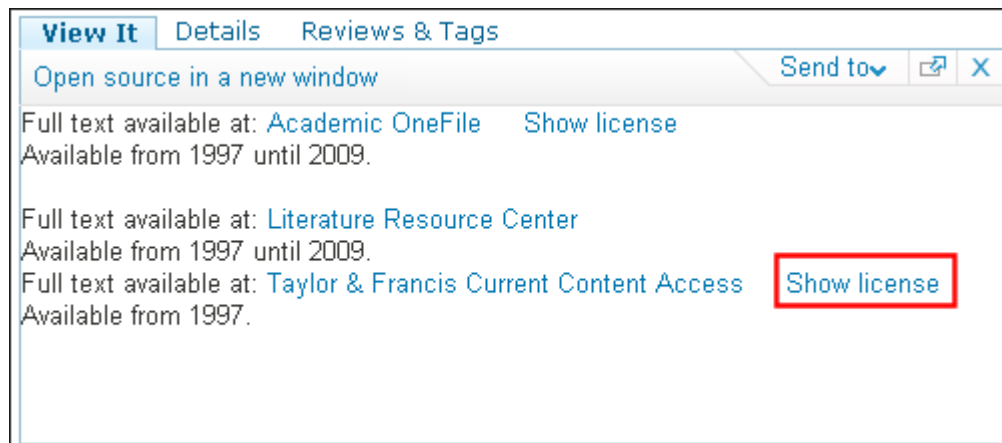 View It Details Reviews & Tags
Open source in a new window Send to X
Full text available at: Academic OneFile Show license
Available from 1997 until 2009.
Full text available at: Literature Resource Center
Available from 1997 until 2009.
Full text available at: Taylor & Francis Current Content Access Show license
Available from 1997.